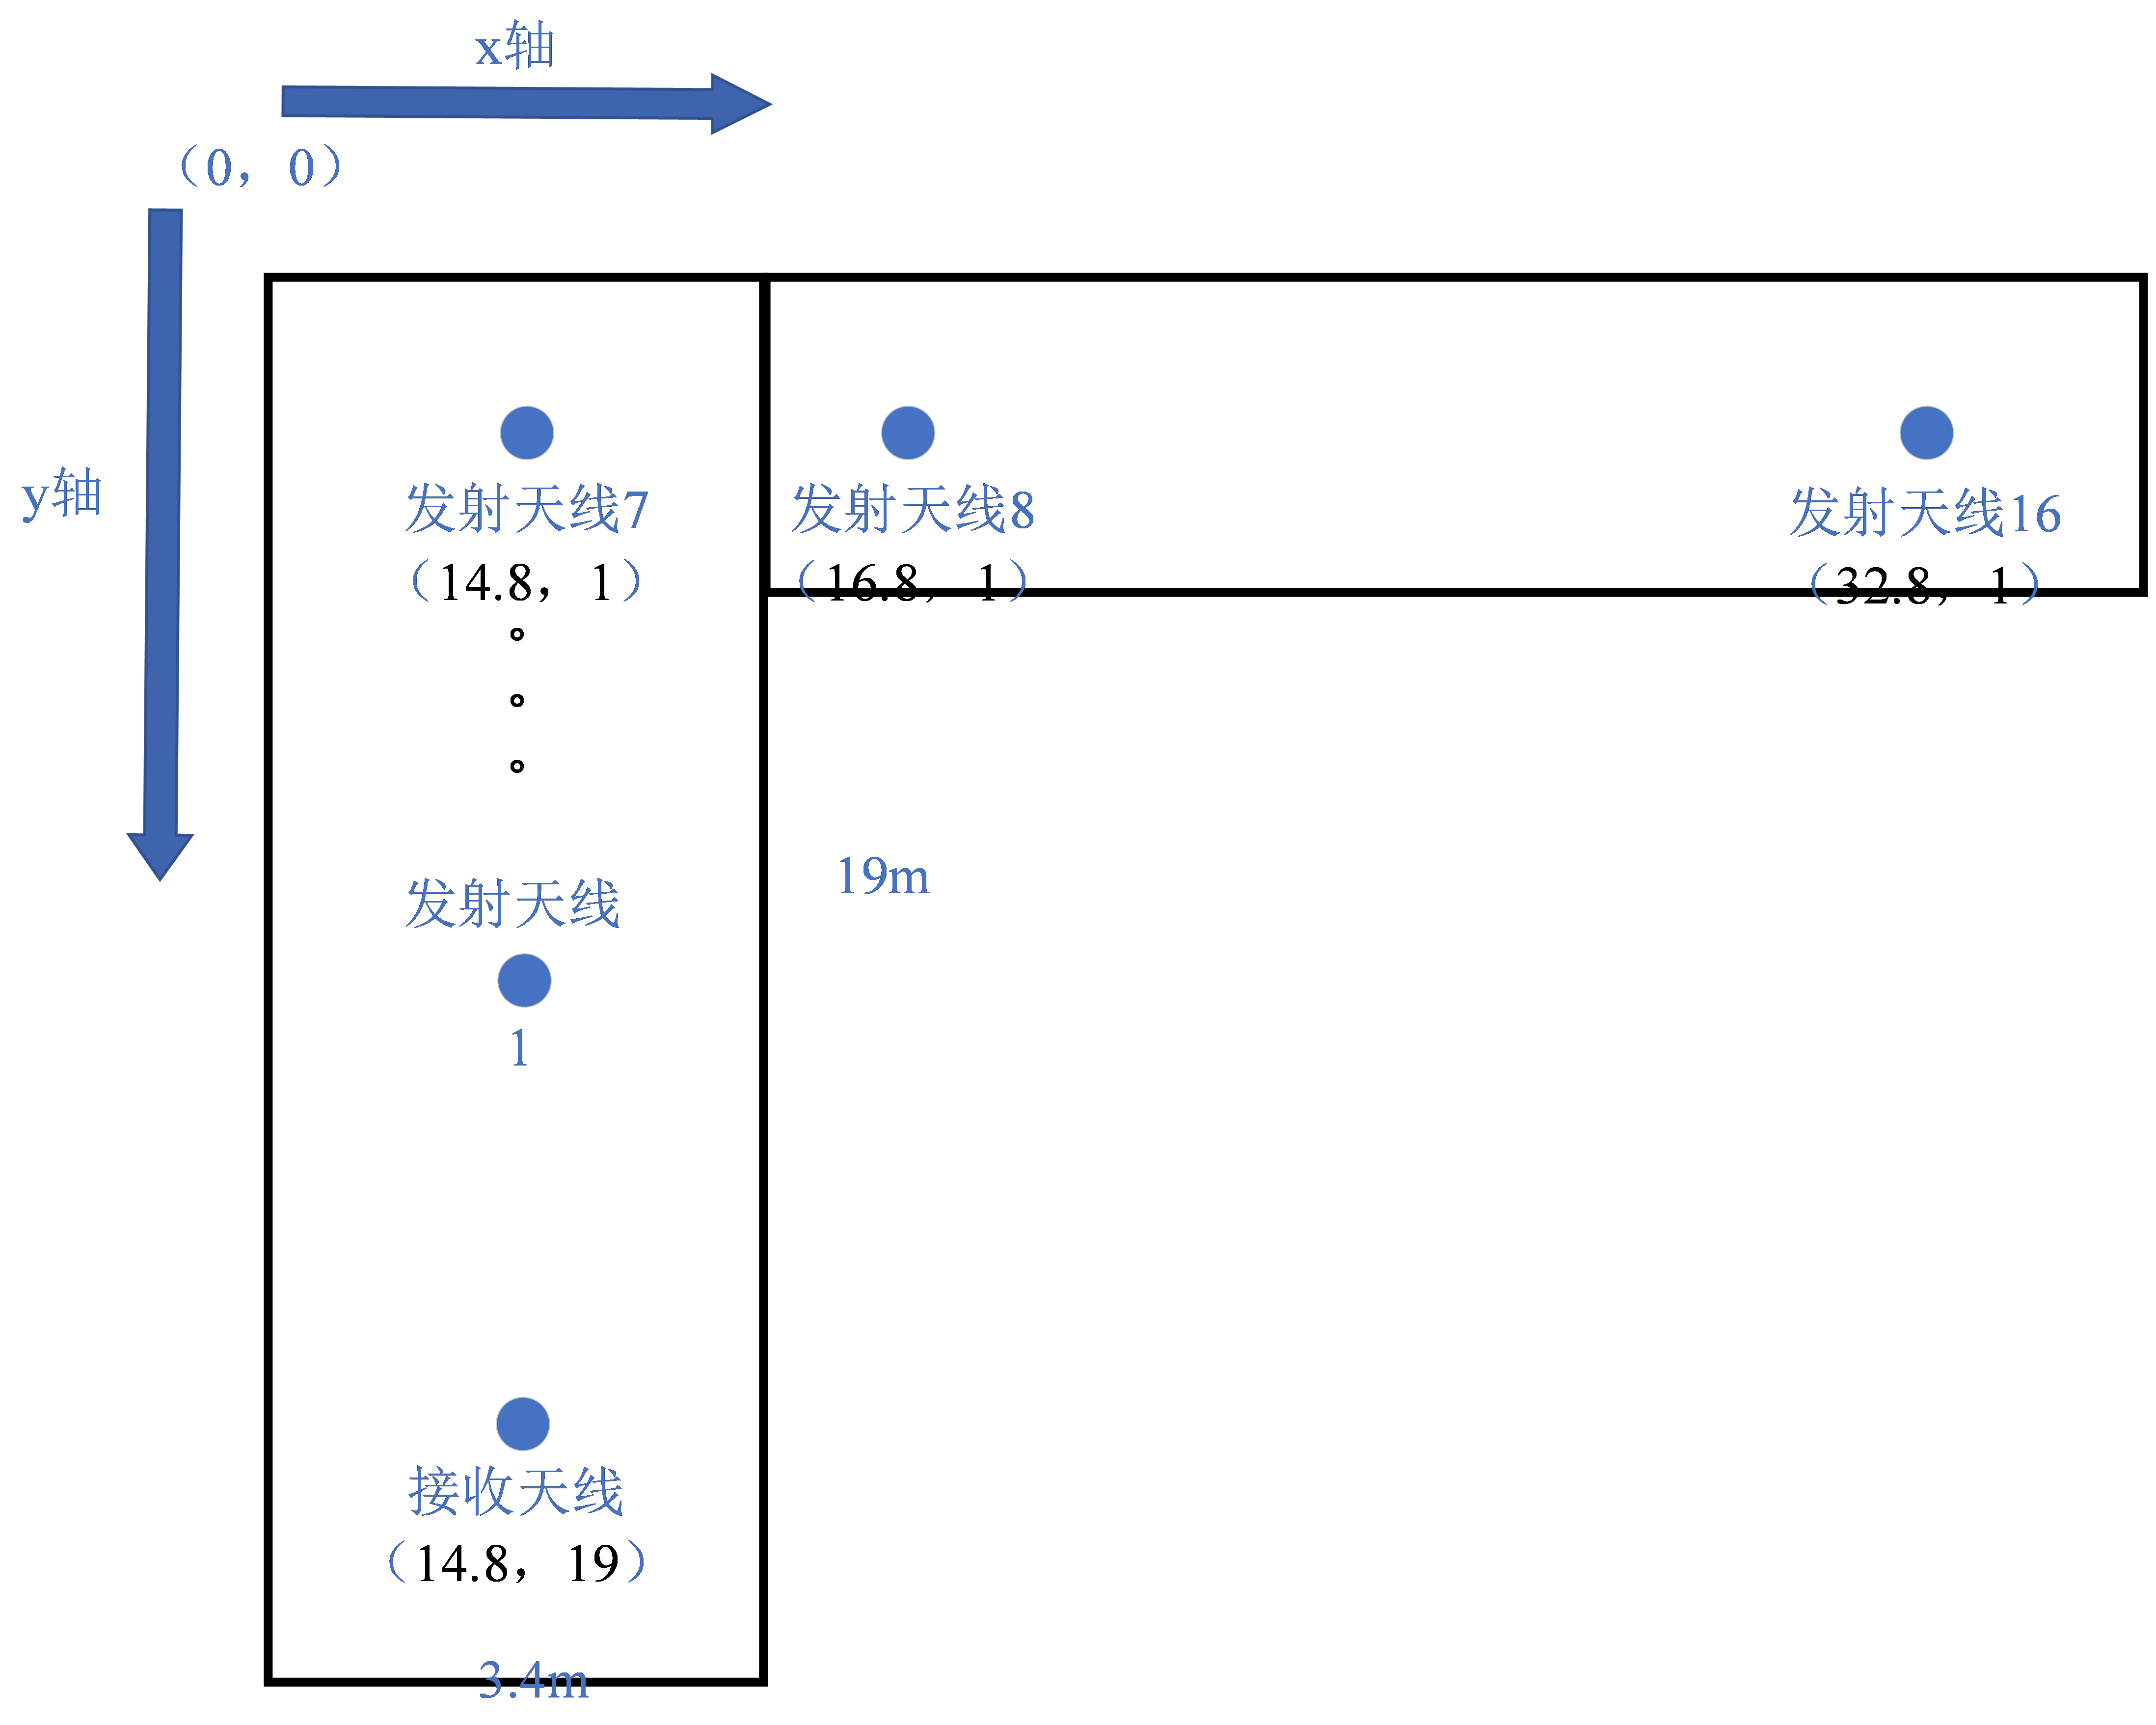 x轴
（0，0）
y轴
发射天线7
（14.8，1）
发射天线8
（16.8，1）
发射天线16
（32.8，1）
。
。
。
发射天线
1
19m
接收天线
（14.8，19）
3.4m